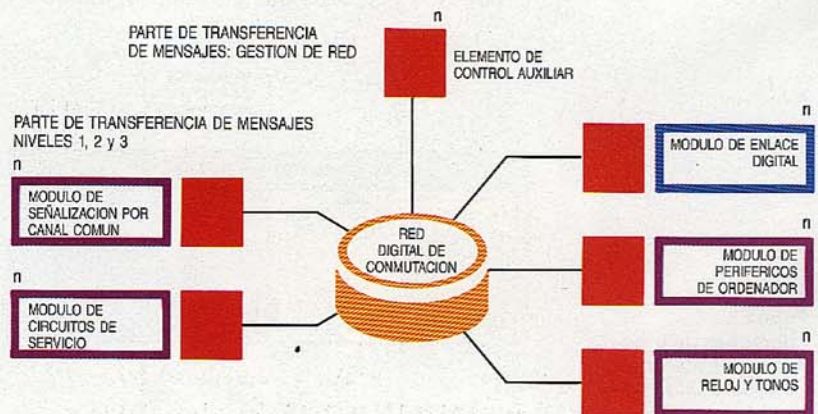 n
PARTE DE TRANSFERENCIA
DE MENSAJES: GESTION DE RED
ELEMENTO DE
CONTROL AUXILIAR
PARTE DE TRANSFERENCIA DE MENSAJES
NIVELES 1, 2 y 3
n
MODULO DE
SEÑALIZACION POR
CANAL COMUN
n
MODULO DE
CIRCUITOS DE
SERVICIO
RED
DIGITAL DE
CONMUTACION
n
MODULO DE ENLACE
DIGITAL
n
MODULO DE
PERIFERICOS
DE ORDENADOR
n
MODULO DE
RELOJ Y TONOS